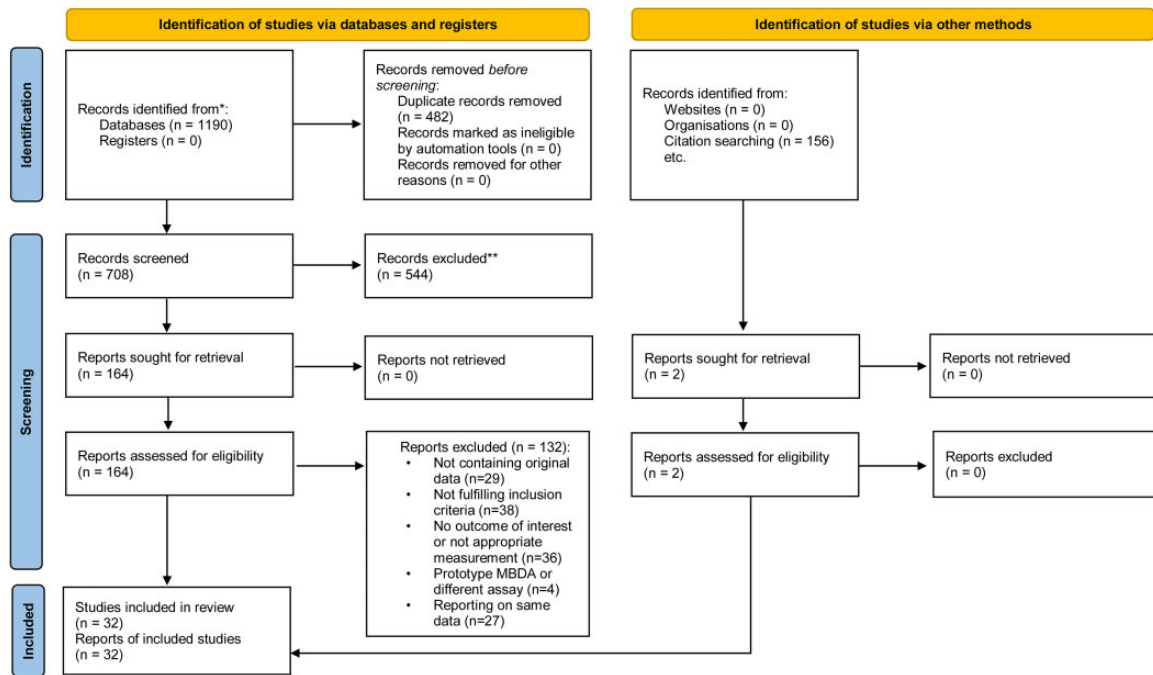 Identification of studies via databases and registers
Identification of studies via other methods
Identification
Records identified from*:
Databases (n = 1190)
Registers (n = 0)
Records removed before
screening:
Duplicate records removed
(n = 482)
Records marked as ineligible
by automation tools (n = 0)
Records removed for other
reasons (n = 0)
Records identified from:
Websites (n = 0)
Organisations (n = 0)
Citation searching (n = 156)
etc.
Screening
Records screened
(n = 708)
Records excluded**
(n = 544)
Reports sought for retrieval
(n = 164)
Reports not retrieved
(n = 0)
Reports sought for retrieval
(n = 2)
Reports not retrieved
(n = 0)
Reports assessed for eligibility
(n = 164)
Reports excluded (n = 132):
• Not containing original
data (n=29)
• Not fulfilling inclusion
criteria (n=38)
• No outcome of interest
or not appropriate
measurement (n=36)
• Prototype MBDA or
different assay (n=4)
• Reporting on same
data (n=27)
Reports assessed for eligibility
(n = 2)
Reports excluded
(n = 0)
Included
Studies included in review
(n = 32)
Reports of included studies
(n = 32)